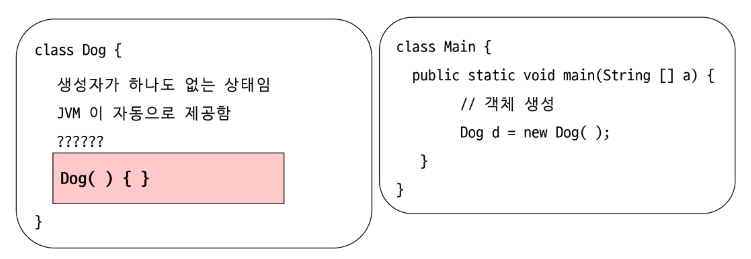 class Dog {
생성자가 하나도 없는 상태임
JVM 이 자동으로 제공함
??????
Dog( ) { }
}
class Main {
public static void main(String [] a) {
// 객체 생성
Dog d = new Dog( );
}
}